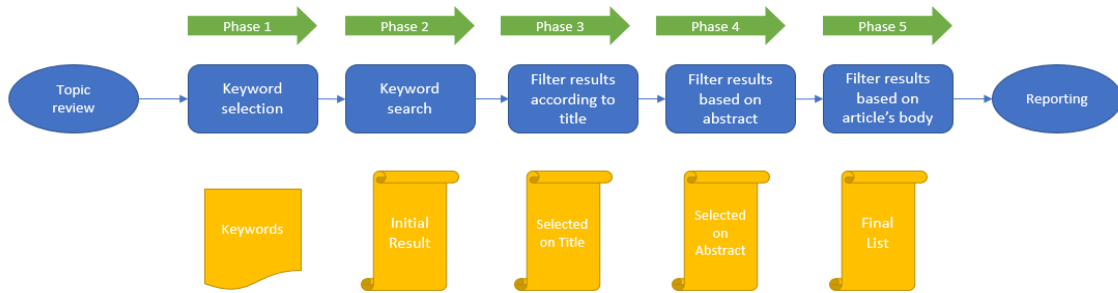 Phase 1
Phase 2
Phase 3
Phase 4
Phase 5
Topic
review
Keyword
selection
Keyword
search
Filter results
according to
title
Filter results
based on
abstract
Filter results
based on
article's body
Reporting
Keywords
Initial
Result
Selected
on Title
Selected
on
Abstract
Final
List